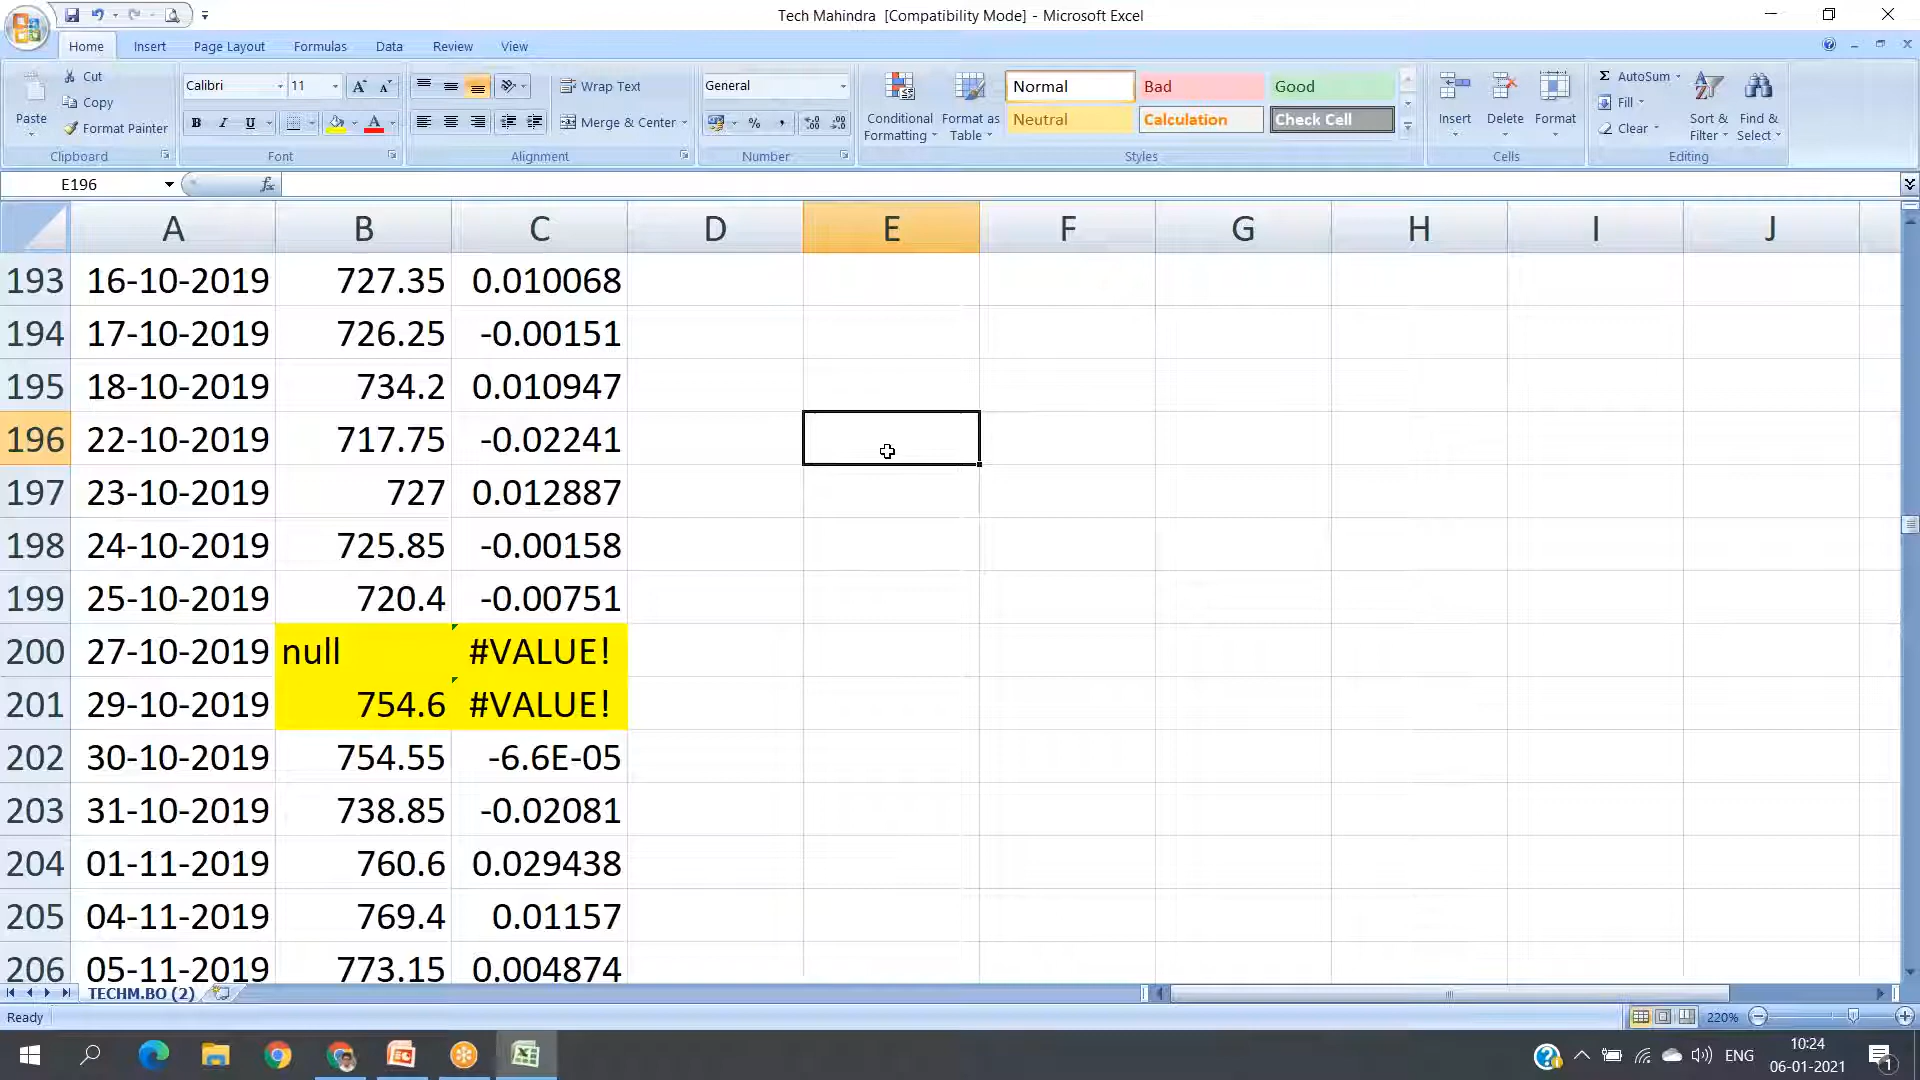 Tech Mahindra [Compatibility Mode] - Microsoft Excel
Home Insert Page Layout Formulas Data Review View
Paste
Cut
Copy
Format Painter
Clipboard
Calibri 11
B I U
Font
Wrap Text
Merge & Center
Alignment
General
%
Number
Conditional Formatting
Format as Table
Normal Bad Good
Neutral Calculation Check Cell
Styles
Insert Delete Format
Cells
AutoSum
Fill
Clear
Sort & Filter
Find & Select
Editing
E196 fx
A B C D E F G H I J
193 16-10-2019 727.35 0.010068
194 17-10-2019 726.25 -0.00151
195 18-10-2019 734.2 0.010947
196 22-10-2019 717.75 -0.02241
197 23-10-2019 727 0.012887
198 24-10-2019 725.85 -0.00158
199 25-10-2019 720.4 -0.00751
200 27-10-2019 null #VALUE!
201 29-10-2019 754.6 #VALUE!
202 30-10-2019 754.55 -6.6E-05
203 31-10-2019 738.85 -0.02081
204 01-11-2019 760.6 0.029438
205 04-11-2019 769.4 0.01157
206 05-11-2019 773.15 0.004874
TECHM.BO (2)
Ready 220%
ENG
10:24
06-01-2021
1